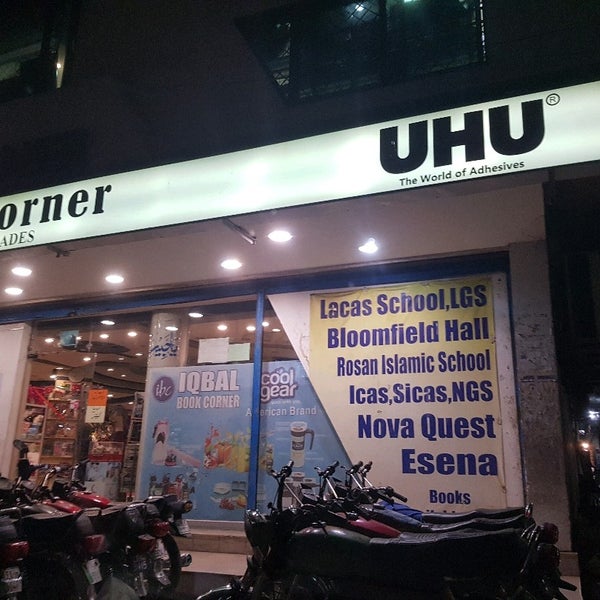 orner
ADES
UHU®
The World of Adhesives
ibc
IQBAL
BOOK CORNER
cool
gear
American Brand
Lacas School,LGS
Bloomfield Hall
Rosan Islamic School
Icas,Sicas,NGS
Nova Quest
Esena
Books